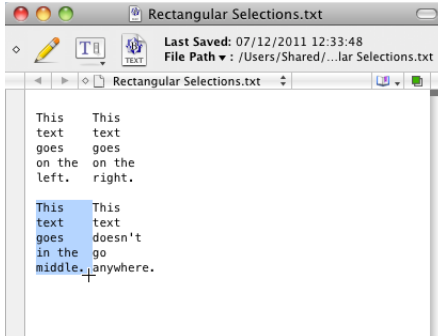 Rectangular Selections.txt
Last Saved: 07/12/2011 12:33:48
File Path ▾ : /Users/Shared/...lar Selections.txt
T
TEXT
Rectangular Selections.txt
This    This
text    text
goes    goes
on the  on the
left.   right.
This    This
text    text
goes    doesn't
in the  go
middle. anywhere.